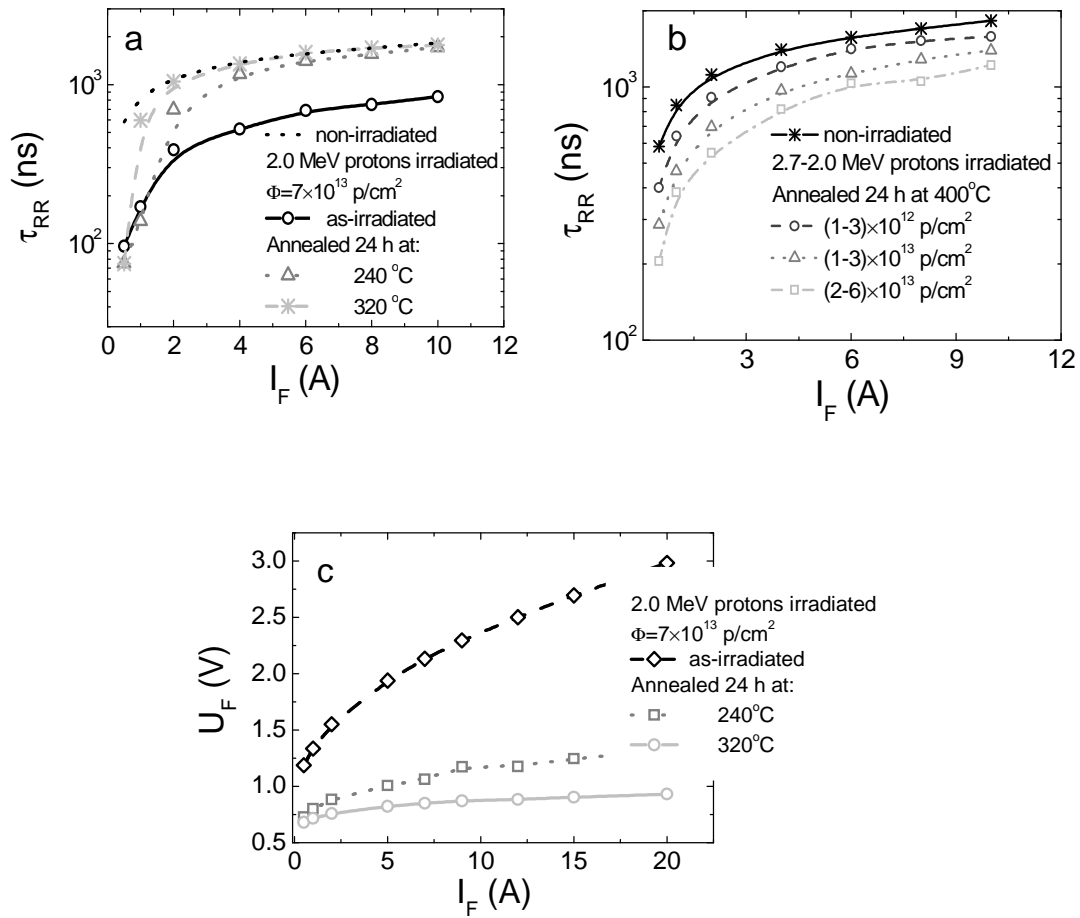 a
10³
10²
τRR (ns)
non-irradiated
2.0 MeV protons irradiated
Φ=7×10¹³ p/cm²
as-irradiated
Annealed 24 h at:
240 °C
320 °C
0 2 4 6 8 10 12
IF (A)
b
10³
10²
τRR (ns)
non-irradiated
2.7-2.0 MeV protons irradiated
Annealed 24 h at 400°C
(1-3)×10¹² p/cm²
(1-3)×10¹³ p/cm²
(2-6)×10¹³ p/cm²
3 6 9 12
IF (A)
c
3.0
2.5
2.0
1.5
1.0
0.5
UF (V)
2.0 MeV protons irradiated
Φ=7×10¹³ p/cm²
as-irradiated
Annealed 24 h at:
240°C
320°C
0 5 10 15 20
IF (A)